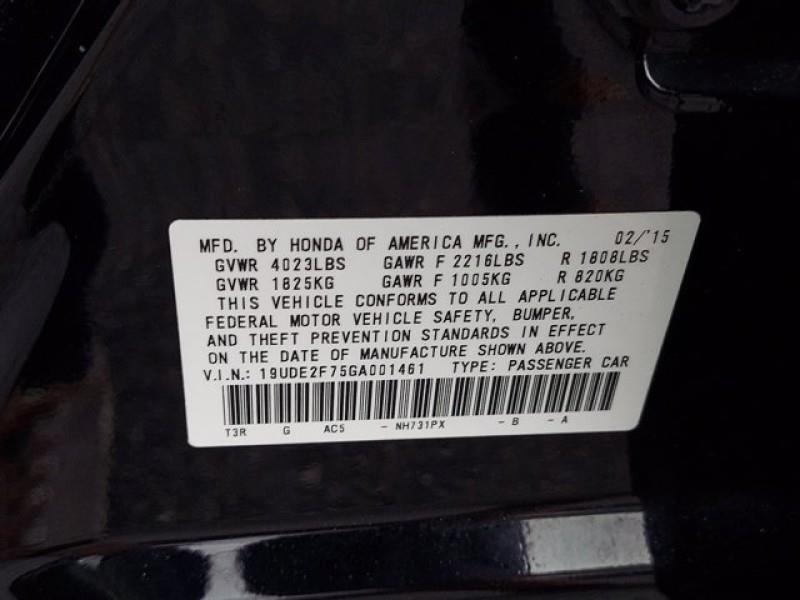 MFD. BY HONDA OF AMERICA MFG., INC. 02/'15
GVWR 4023LBS GAWR F 2216LBS R 1808LBS
GVWR 1825KG GAWR F 1005KG R 820KG
THIS VEHICLE CONFORMS TO ALL APPLICABLE
FEDERAL MOTOR VEHICLE SAFETY, BUMPER,
AND THEFT PREVENTION STANDARDS IN EFFECT
ON THE DATE OF MANUFACTURE SHOWN ABOVE.
V.I.N.: 19UDE2F75GA001461 TYPE: PASSENGER CAR
T3R G AC5 - NH731PX - B - A